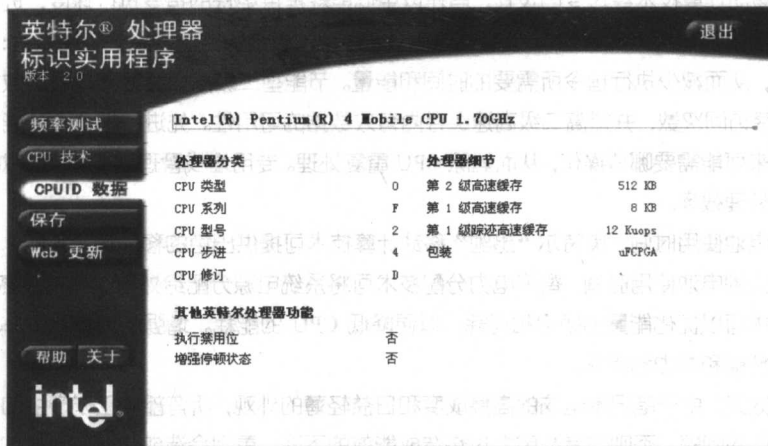 英特尔® 处理器
标识实用程序
版本 2.0
退出
频率测试
CPU 技术
CPUID 数据
保存
Web 更新
帮助 关于
intel.
Intel(R) Pentium(R) 4 Mobile CPU 1.70GHz
处理器分类
CPU 类型 0
CPU 系列 F
CPU 型号 2
CPU 步进 4
CPU 修订 D
处理器细节
第 2 级高速缓存 512 KB
第 1 级高速缓存 8 KB
第 1 级踪迹高速缓存 12 Kuops
包装 uFCPGA
其他英特尔处理器功能
执行禁用位 否
增强停顿状态 否